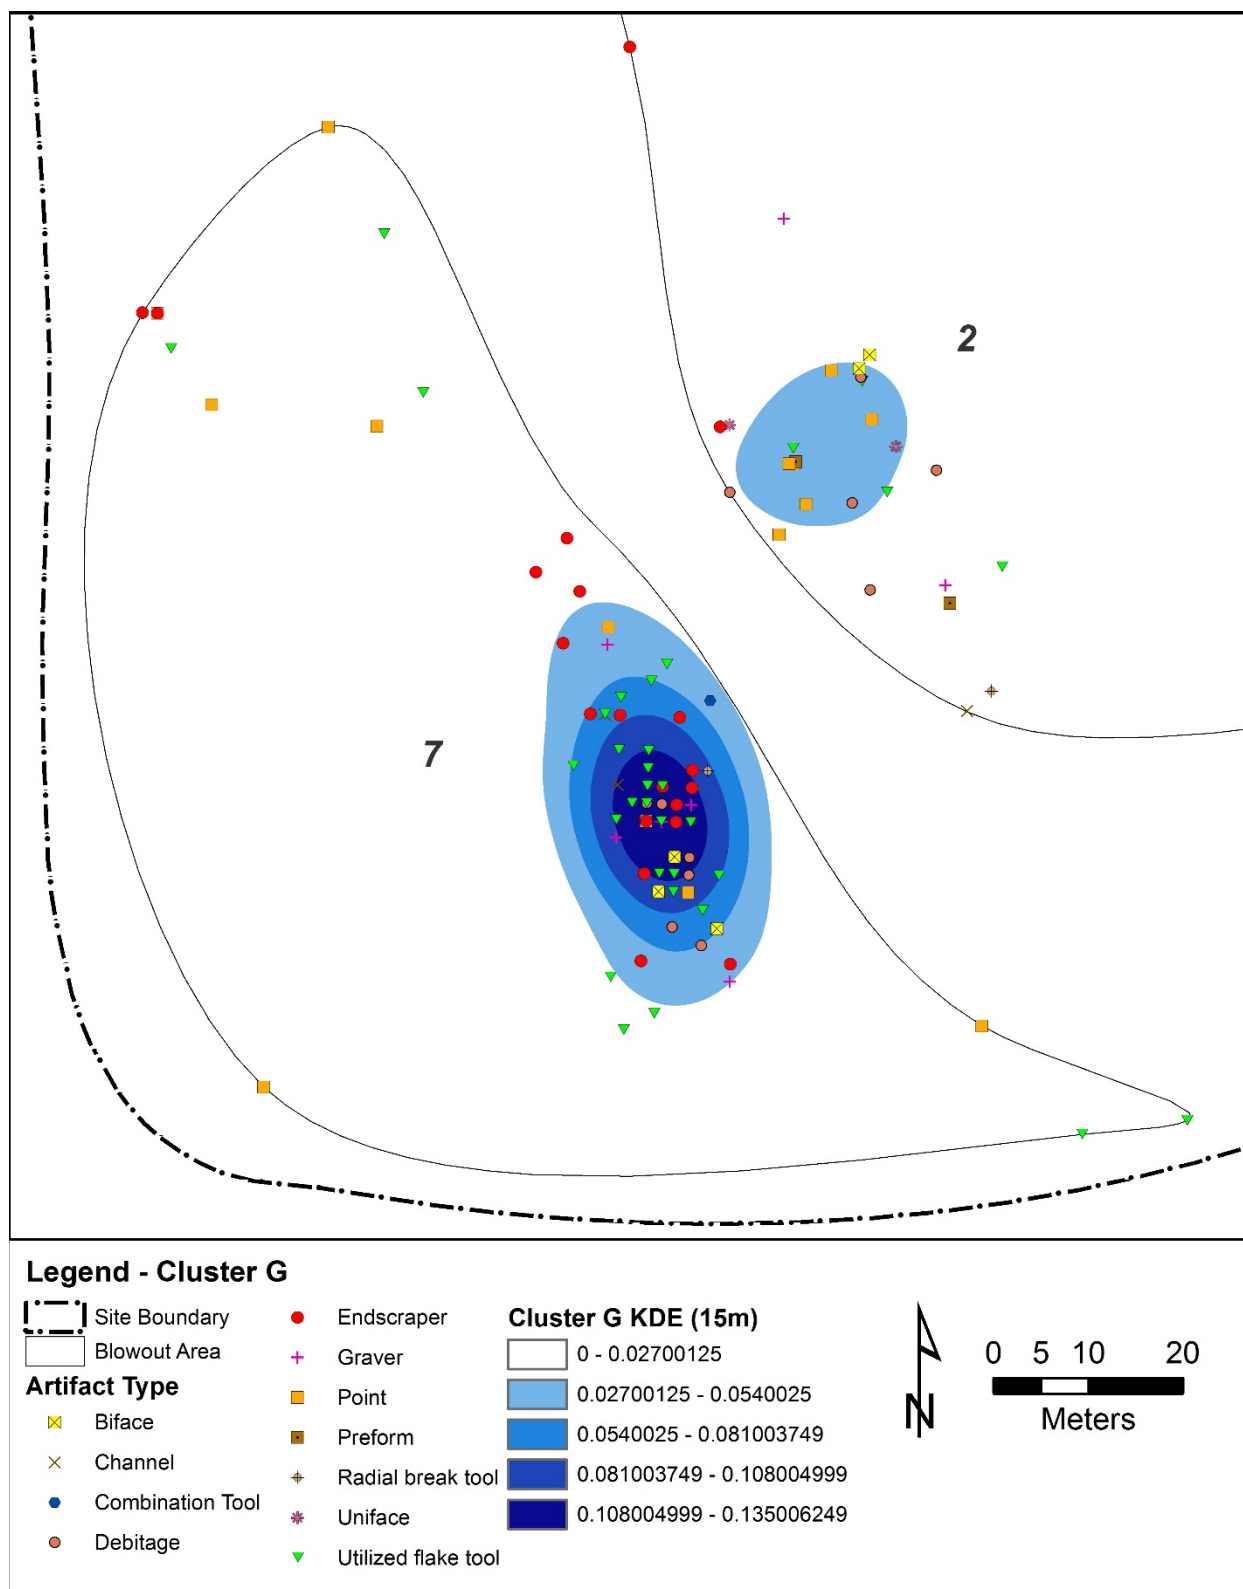 2
7
Legend - Cluster G
Site Boundary
Blowout Area
Artifact Type
Biface
Channel
Combination Tool
Debitage
Endscraper
Graver
Point
Preform
Radial break tool
Uniface
Utilized flake tool
Cluster G KDE (15m)
0 - 0.02700125
0.02700125 - 0.0540025
0.0540025 - 0.081003749
0.081003749 - 0.108004999
0.108004999 - 0.135006249
N
0 5 10 20
Meters